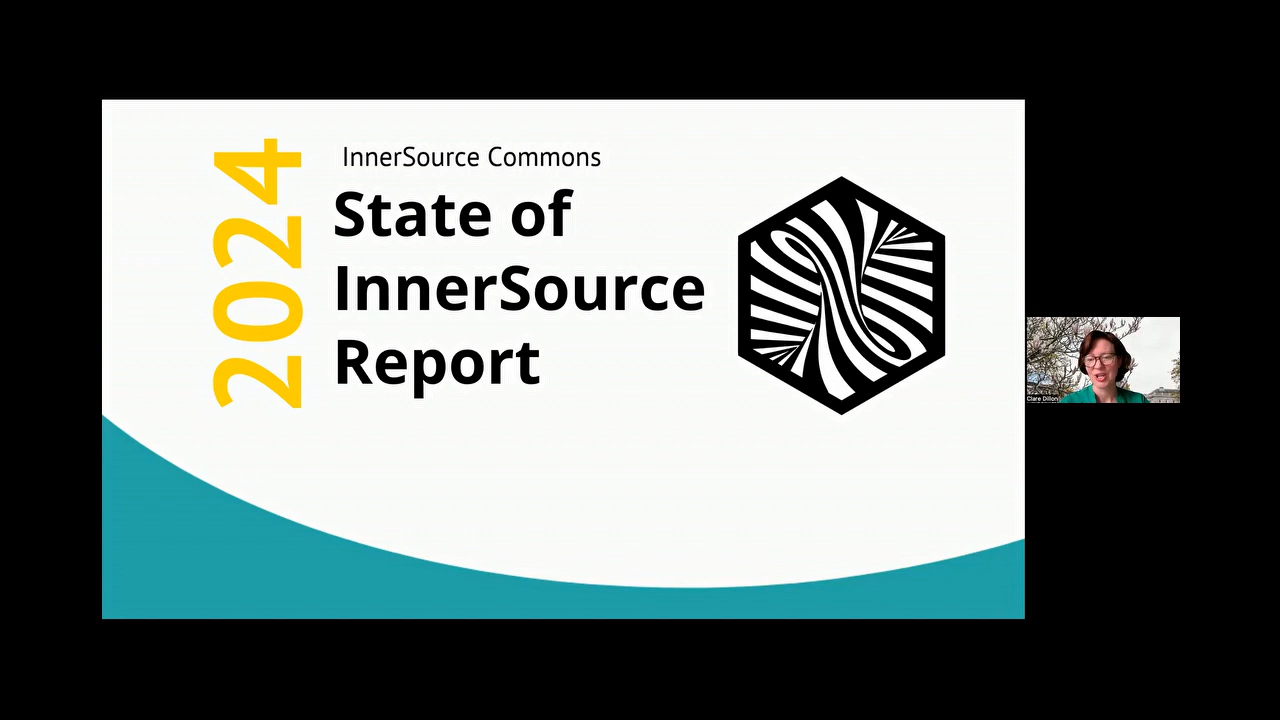 2024
InnerSource Commons
State of
InnerSource
Report
Clare Dillon